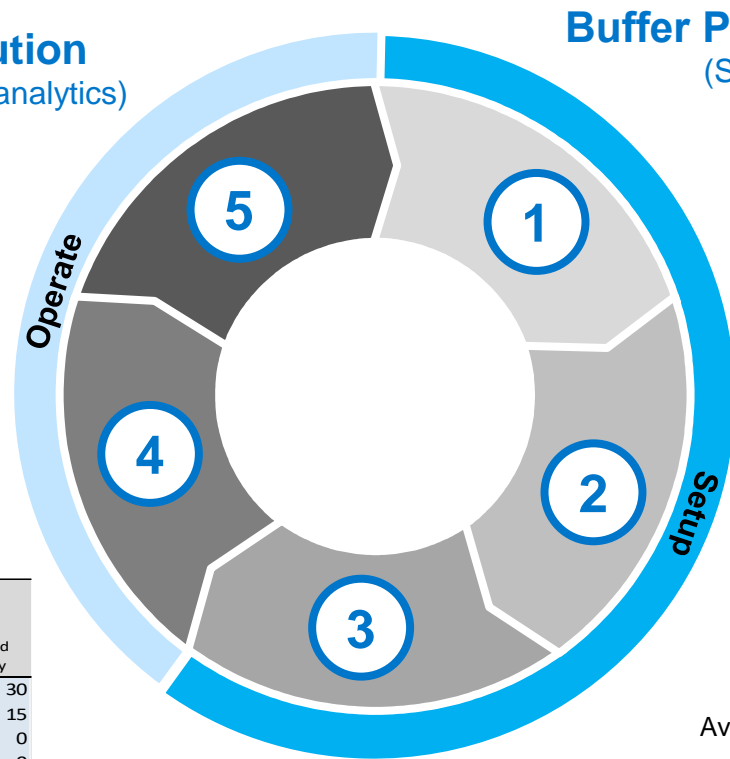 ution
analytics)
Buffer P
(S
5
1
Operate
4
2
Setup
3
d
y
30
15
0
Av